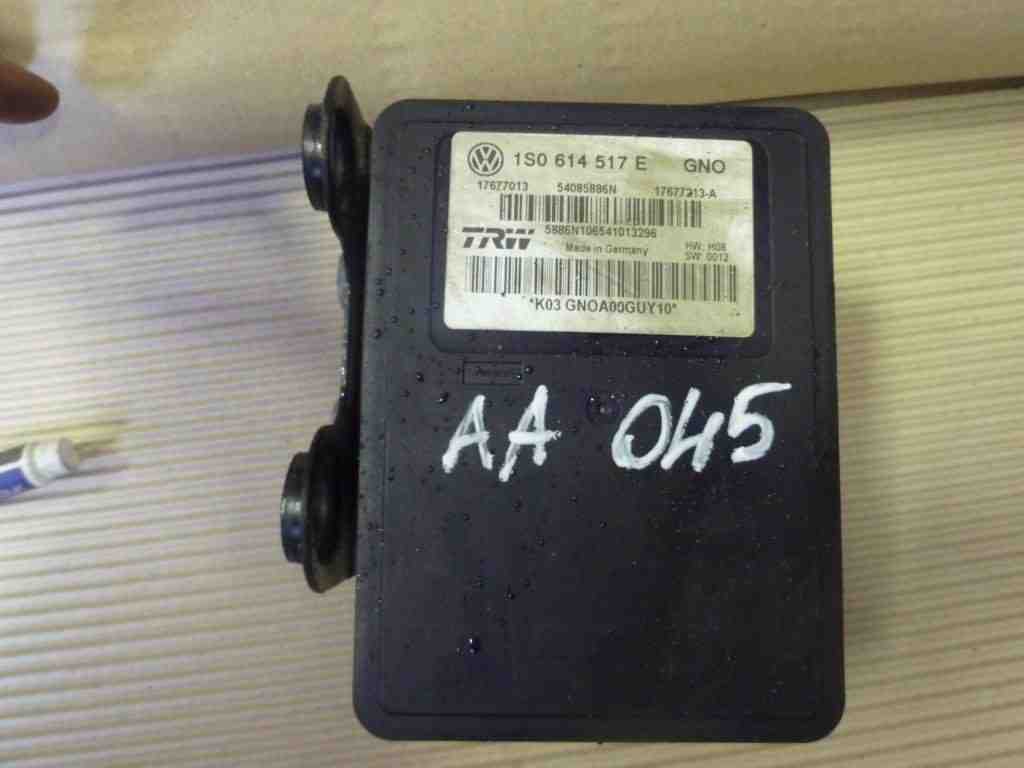 1S0 614 517 E GNO
17677013 54085886N 17677213-A
5886N106541013296
TRW Made in Germany HW: H08
SW: 0012
*K03 GNOA00GUY10*
AA 045